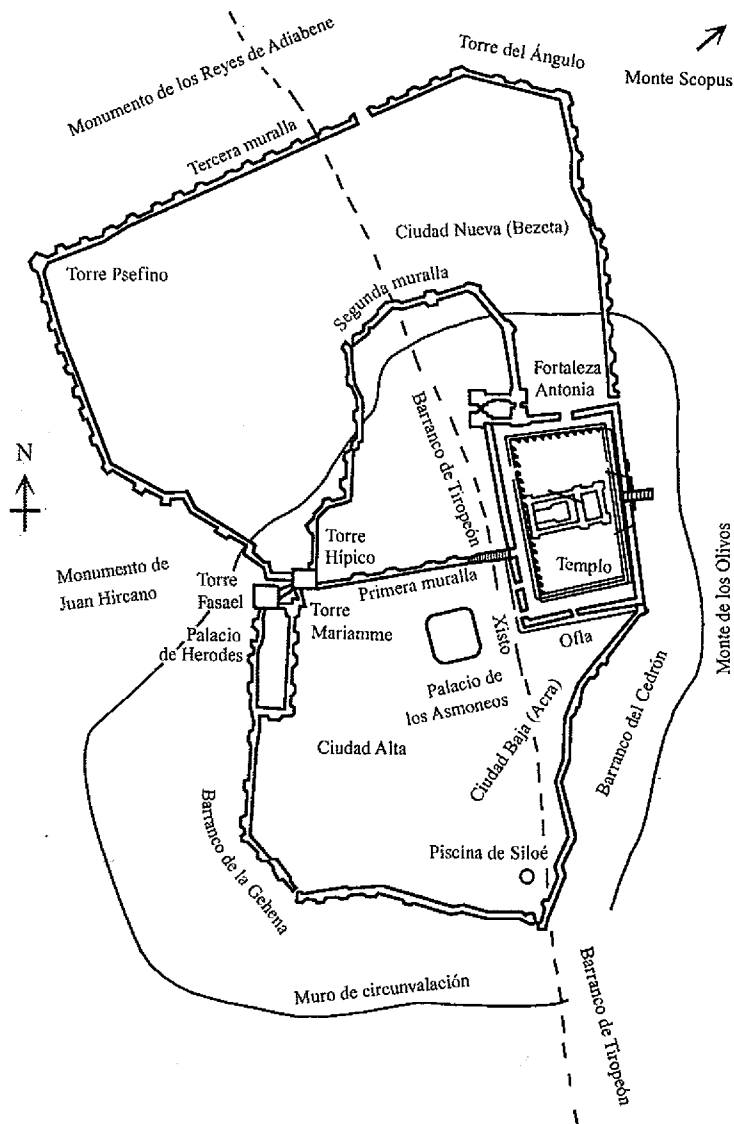 Torre del Ángulo
Monte Scopus
Monumento de los Reyes de Adiabene
Tercera muralla
Ciudad Nueva (Bezeta)
Torre Psefino
Segunda muralla
Fortaleza
Antonia
Barranco de Tiropeón
N
Torre
Hípico
Templo
Monumento de
Juan Hircano
Torre
Fasael
Primera muralla
Torre
Mariamme
Palacio
de Herodes
Xisto
Ofla
Monte de los Olivos
Palacio de
los Asmoneos
Ciudad Baja (Acra)
Barranco del Cedrón
Ciudad Alta
Barranco de la Gehena
Piscina de Siloé
Muro de circunvalación
Barranco de Tiropeón